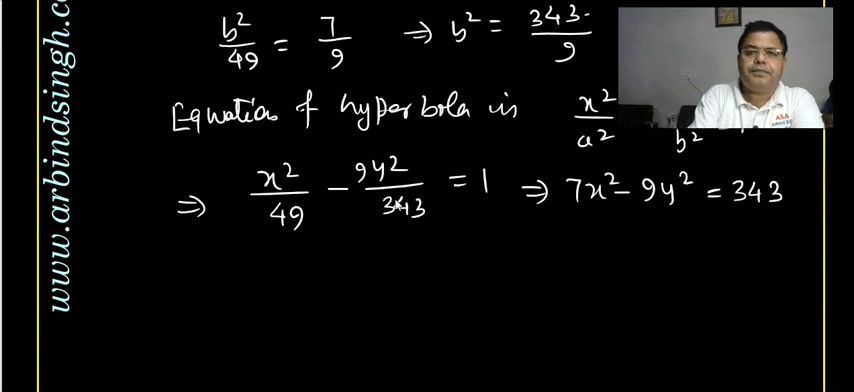 b²/49 = 7/9 ⇒ b² = 343/9
Equation of hyperbola is x²/a² b²
⇒ x²/49 - 9y²/343 = 1 ⇒ 7x² - 9y² = 343
www.arbindsingh.c
ASA